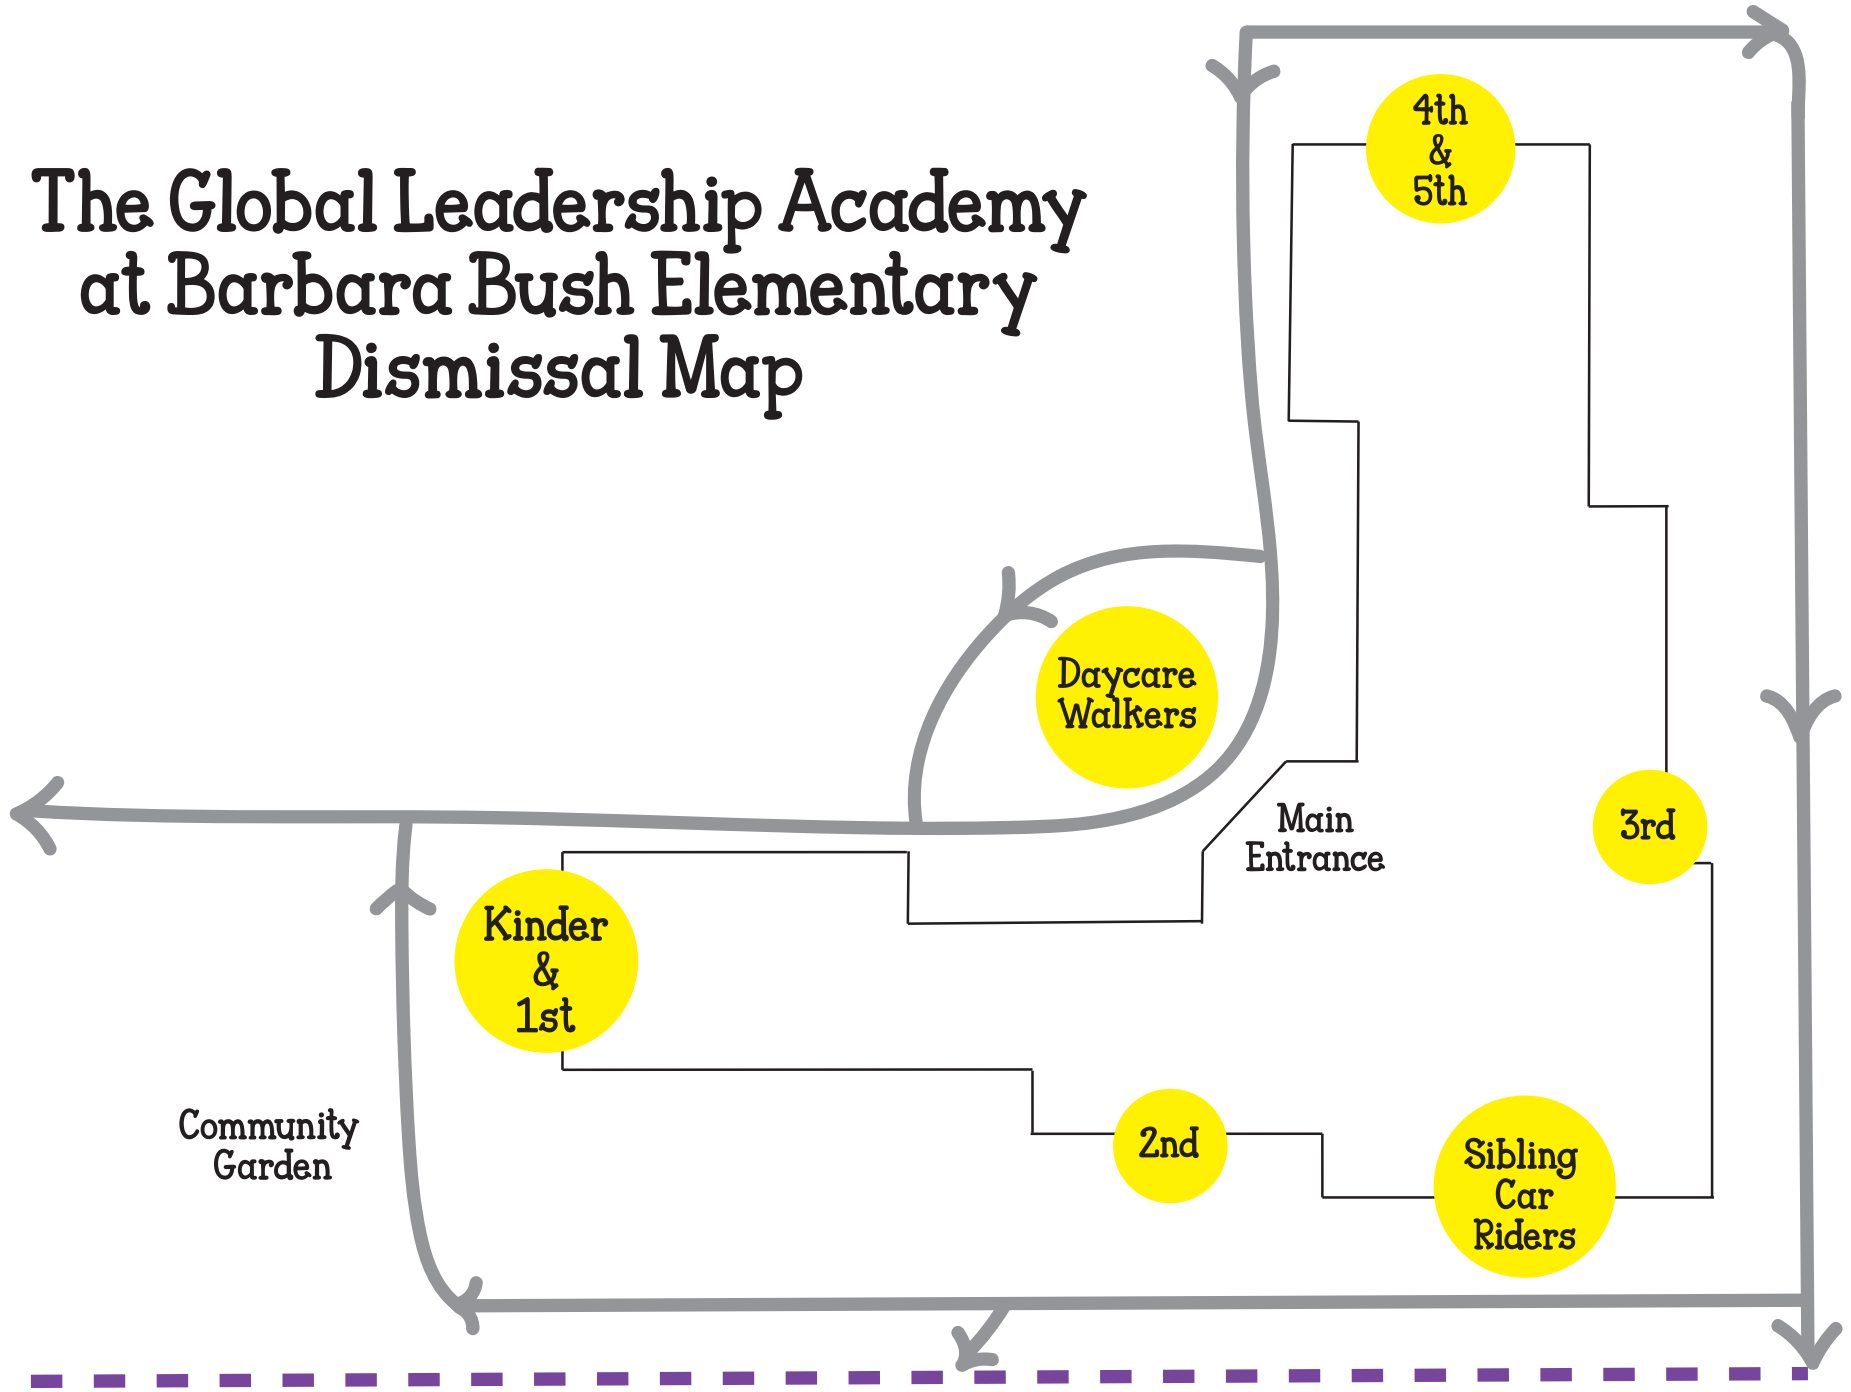 The Global Leadership Academy
at Barbara Bush Elementary
Dismissal Map
4th
&
5th
Daycare
Walkers
Main
Entrance
3rd
Kinder
&
1st
Community
Garden
2nd
Sibling
Car
Riders